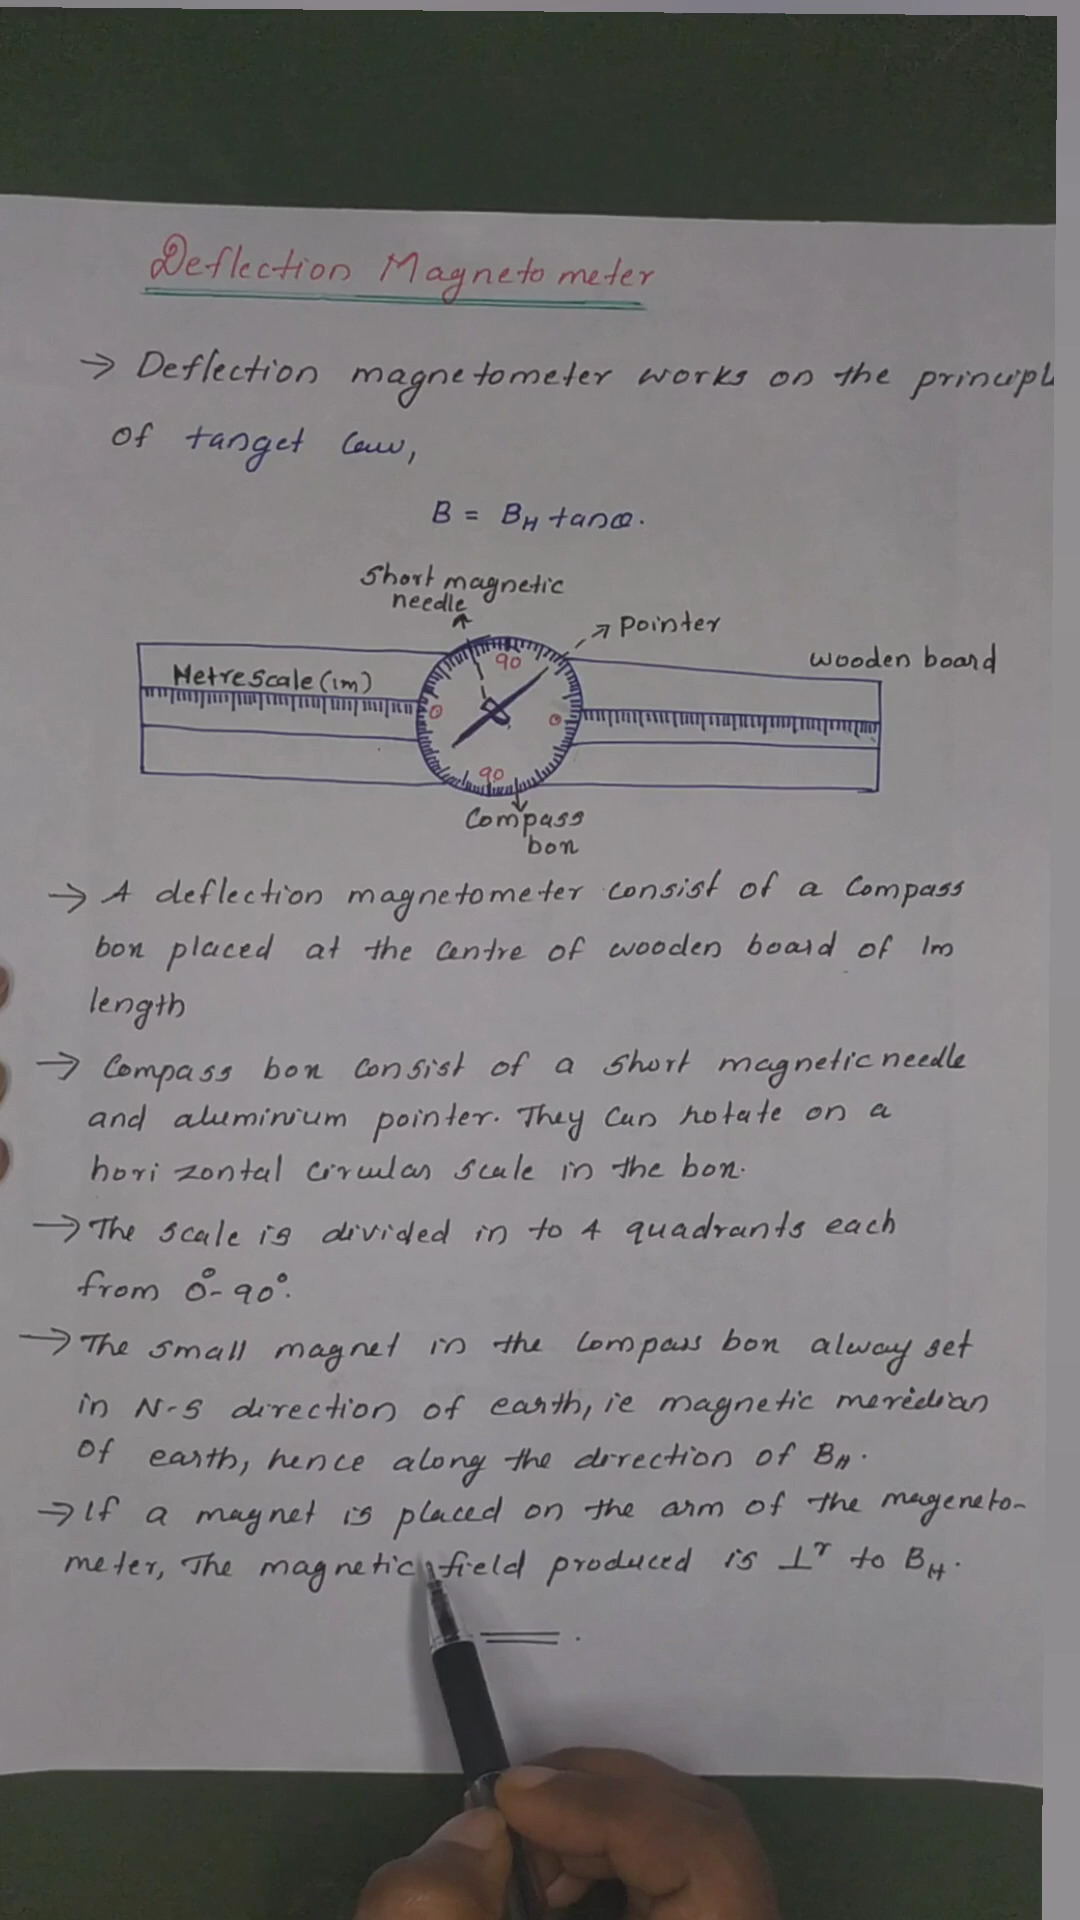 Deflection Magnetometer
→ Deflection magnetometer works on the principl
of tanget law,
B = BH tanθ.
Short magnetic
needle
Pointer
wooden board
Metre scale (1m)
90
0
0
90
Compass
box
→ A deflection magnetometer consist of a Compass
box placed at the centre of wooden board of 1m
length
→ Compass box consist of a short magnetic needle
and aluminium pointer. They can rotate on a
hori zontal circular scale in the box.
→ The scale is divided in to 4 quadrants each
from 0°-90°.
→ The small magnet in the Compass box alway set
in N-S direction of earth, ie magnetic meredian
of earth, hence along the direction of BH.
→ If a magnet is placed on the arm of the mageneto-
meter, The magnetic field produced is ⊥r to BH.